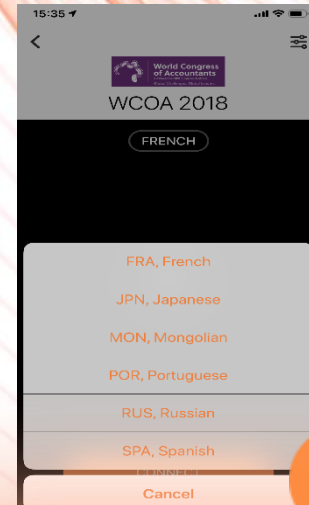 15:35
World Congress
of Accountants
WCOA 2018
FRENCH
FRA, French
JPN, Japanese
MON, Mongolian
POR, Portuguese
RUS, Russian
SPA, Spanish
CONNECT
Cancel